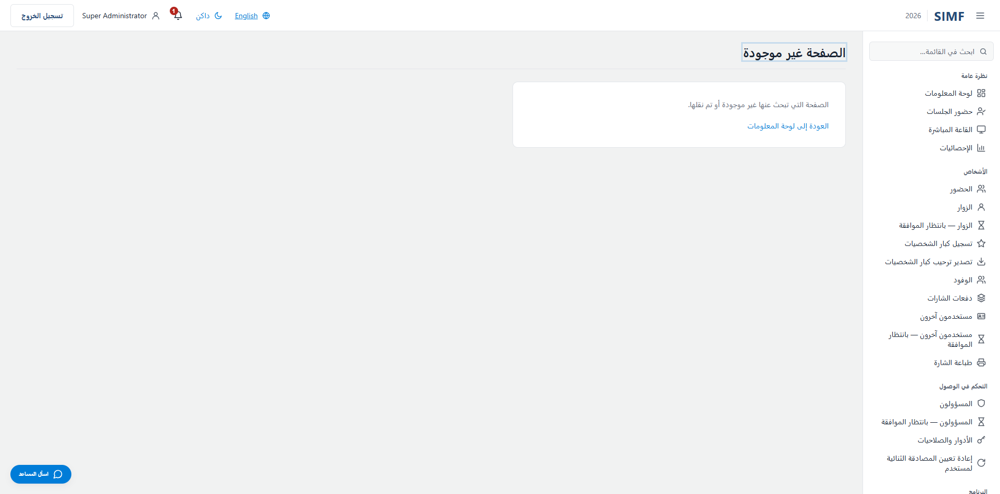 SIMF
2026
English
داكن
1
Super Administrator
تسجيل الخروج
ابحث في القائمة...
نظرة عامة
لوحة المعلومات
حضور الجلسات
القاعة المباشرة
الإحصائيات
الأشخاص
الحضور
الزوار
الزوار — بانتظار الموافقة
تسجيل كبار الشخصيات
تصدير ترحيب كبار الشخصيات
الوفود
دفعات الشارات
مستخدمون آخرون
مستخدمون آخرون — بانتظار
الموافقة
طباعة الشارة
التحكم في الوصول
المسؤولون
المسؤولون — بانتظار الموافقة
الأدوار والصلاحيات
إعادة تعيين المصادقة الثنائية
لمستخدم
البرنامج
الصفحة غير موجودة
الصفحة التي تبحث عنها غير موجودة أو تم نقلها.
العودة إلى لوحة المعلومات
اسأل المساعد